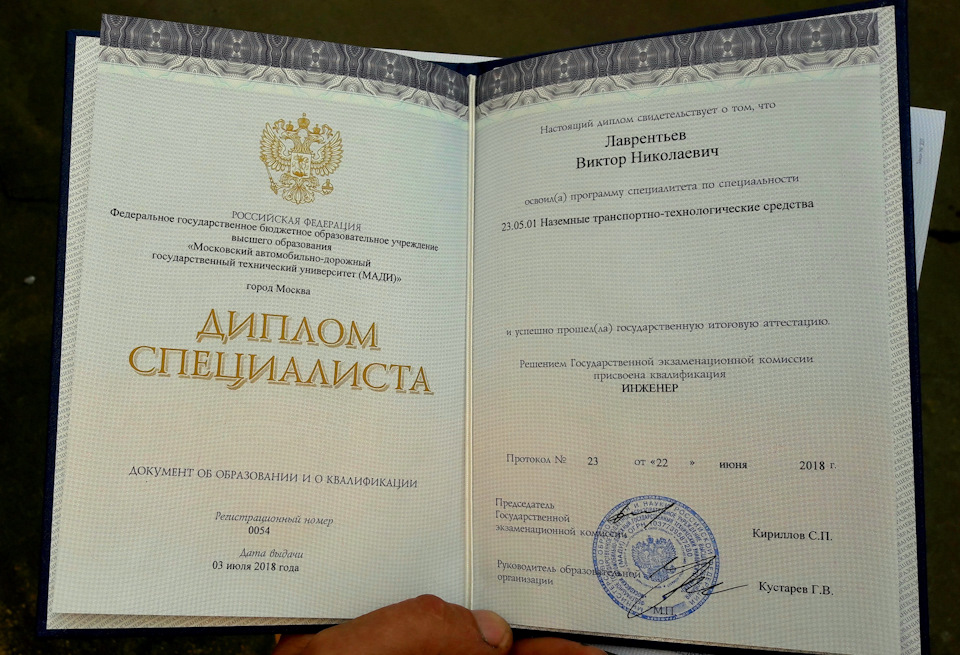 РОССИЙСКАЯ ФЕДЕРАЦИЯ
Федеральное государственное бюджетное образовательное учреждение
высшего образования
«Московский автомобильно-дорожный
государственный технический университет (МАДИ)»
город Москва
ДИПЛОМ
СПЕЦИАЛИСТА
ДОКУМЕНТ ОБ ОБРАЗОВАНИИ И О КВАЛИФИКАЦИИ
Регистрационный номер
0054
Дата выдачи
03 июля 2018 года
Настоящий диплом свидетельствует о том, что
Лаврентьев
Виктор Николаевич
освоил(а) программу специалитета по специальности
23.05.01 Наземные транспортно-технологические средства
и успешно прошел(ла) государственную итоговую аттестацию.
Решением Государственной экзаменационной комиссии
присвоена квалификация
ИНЖЕНЕР
Протокол № 23 от «22 » июня 2018 г.
Председатель
Государственной
экзаменационной комиссии Кириллов С.П.
Руководитель образовательной
организации Кустарев Г.В.
М.П.